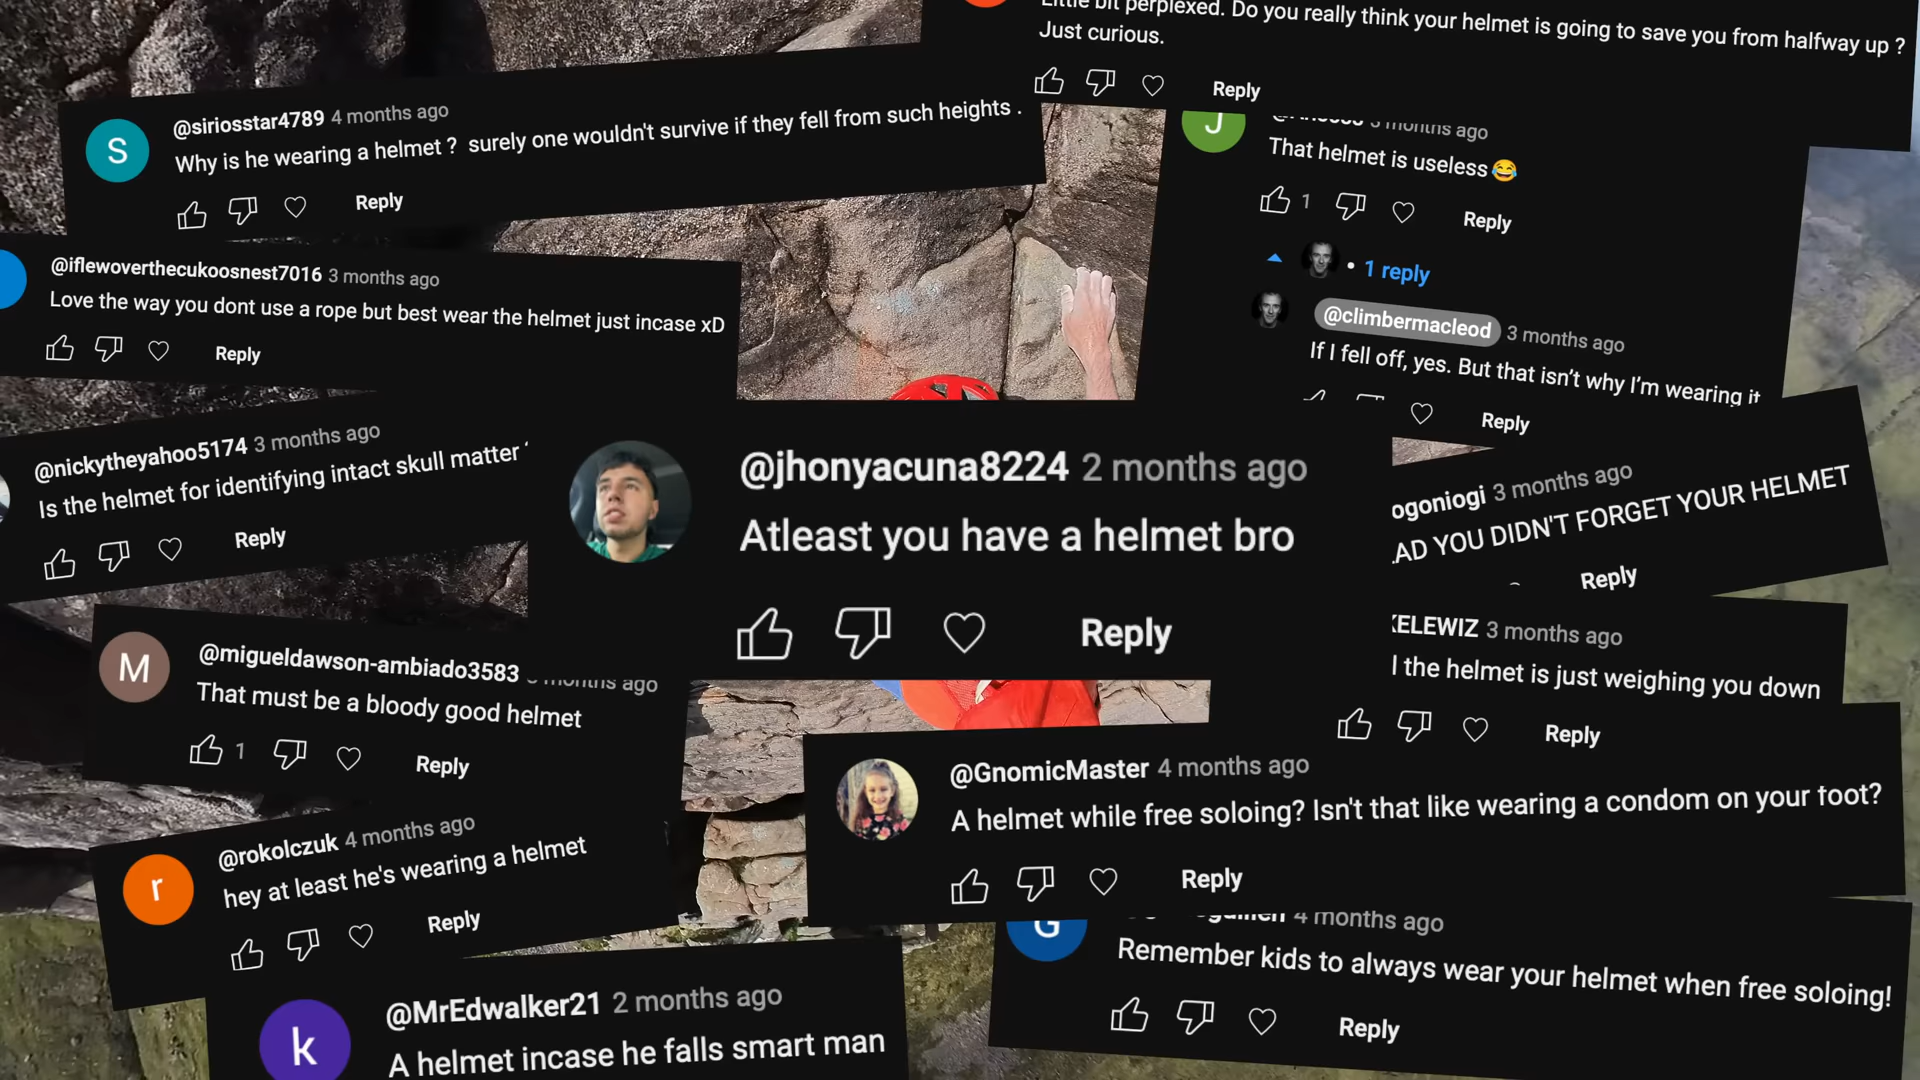 Little bit perplexed. Do you really think your helmet is going to save you from halfway up ?
Just curious.
Reply
S
@siriosstar4789 4 months ago
Why is he wearing a helmet ? surely one wouldn't survive if they fell from such heights .
Reply
J
3 months ago
That helmet is useless😂
1
Reply
• 1 reply
@climbermacleod 3 months ago
If I fell off, yes. But that isn't why I'm wearing it
Reply
@iflewoverthecukoosnest7016 3 months ago
Love the way you dont use a rope but best wear the helmet just incase xD
Reply
@nickytheyahoo5174 3 months ago
Is the helmet for identifying intact skull matter
Reply
@jhonyacuna8224 2 months ago
Atleast you have a helmet bro
Reply
ogoniogi 3 months ago
AD YOU DIDN'T FORGET YOUR HELMET
Reply
KELEWIZ 3 months ago
the helmet is just weighing you down
Reply
M
@migueldawson-ambiado3583 months ago
That must be a bloody good helmet
1
Reply
@GnomicMaster 4 months ago
A helmet while free soloing? Isn't that like wearing a condom on your foot?
Reply
r
@rokolczuk 4 months ago
hey at least he's wearing a helmet
Reply
G
4 months ago
Remember kids to always wear your helmet when free soloing!
Reply
k
@MrEdwalker21 2 months ago
A helmet incase he falls smart man